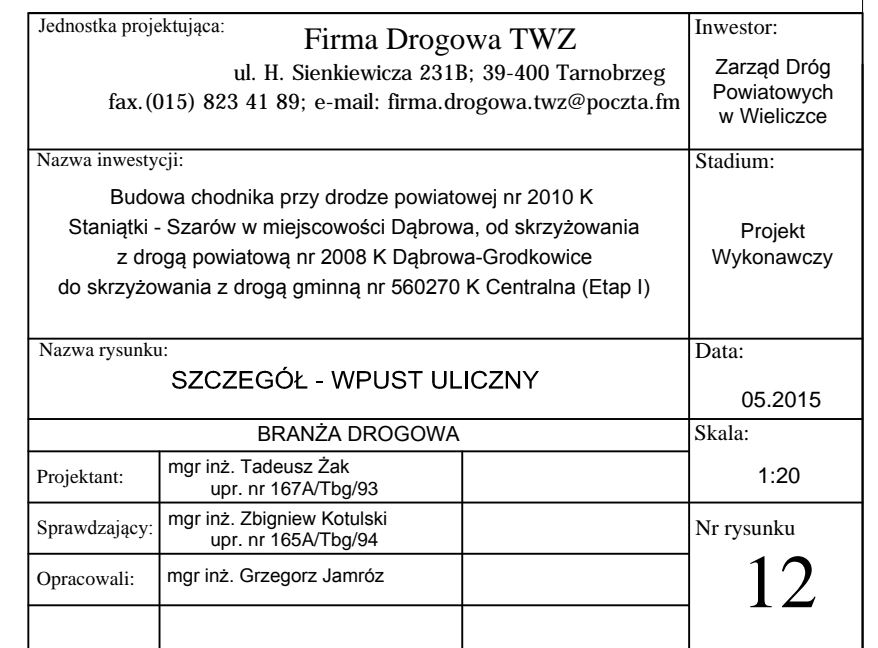 Jednostka projektująca:
Firma Drogowa TWZ
ul. H. Sienkiewicza 231B; 39-400 Tarnobrzeg
fax.(015) 823 41 89; e-mail: firma.drogowa.twz@poczta.fm
Inwestor:
Zarząd Dróg
Powiatowych
w Wieliczce
Nazwa inwestycji:
Budowa chodnika przy drodze powiatowej nr 2010 K
Staniątki - Szarów w miejscowości Dąbrowa, od skrzyżowania
z drogą powiatową nr 2008 K Dąbrowa-Grodkowice
do skrzyżowania z drogą gminną nr 560270 K Centralna (Etap I)
Stadium:
Projekt
Wykonawczy
Nazwa rysunku:
SZCZEGÓŁ - WPUST ULICZNY
Data:
05.2015
BRANŻA DROGOWA
Skala:
1:20
Projektant:
mgr inż. Tadeusz Żak
upr. nr 167A/Tbg/93
Sprawdzający:
mgr inż. Zbigniew Kotulski
upr. nr 165A/Tbg/94
Opracowali:
mgr inż. Grzegorz Jamróz
Nr rysunku
12